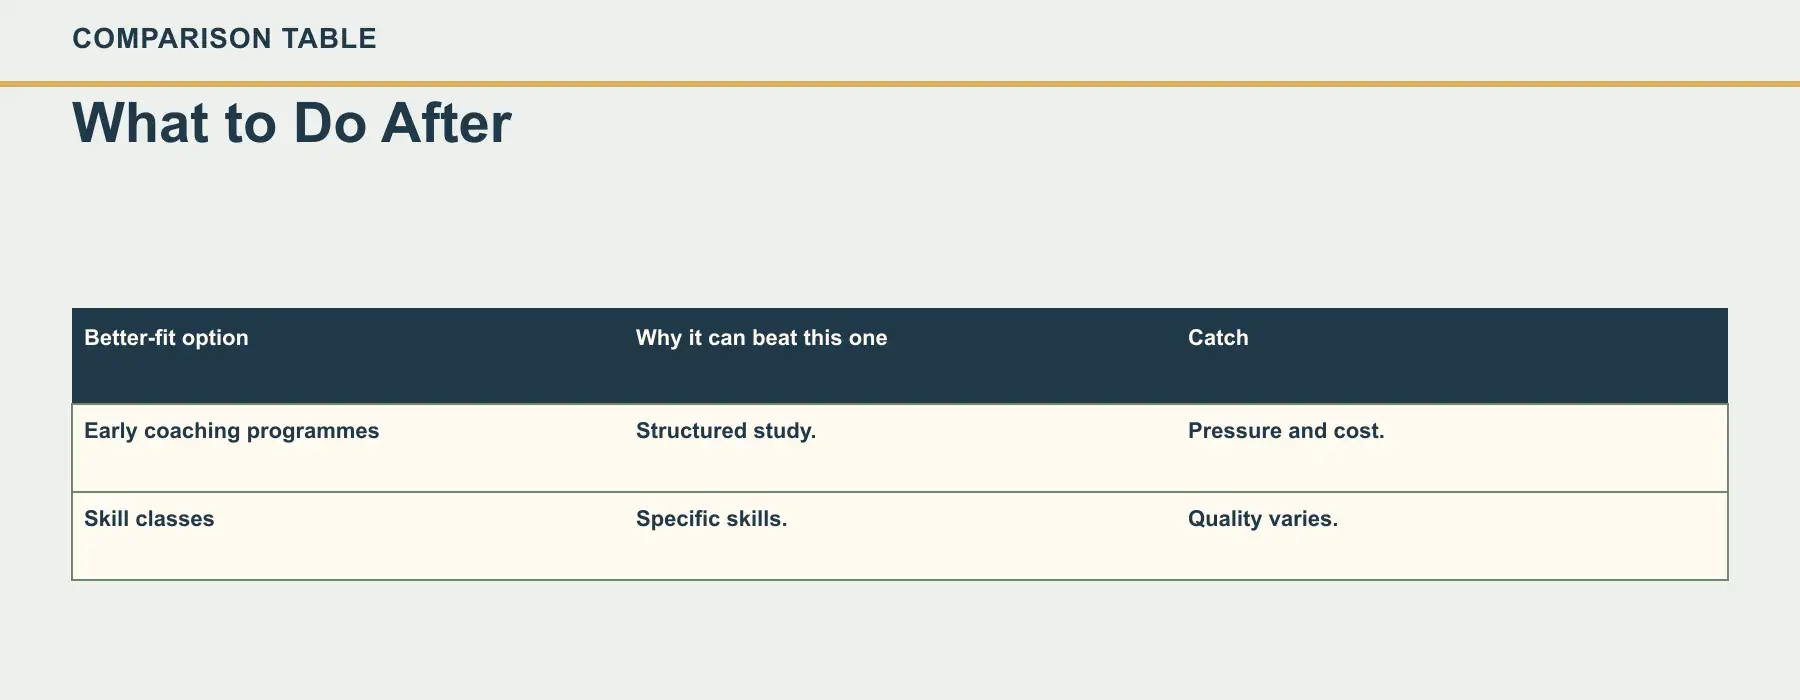 COMPARISON TABLE
What to Do After
Better-fit option Why it can beat this one Catch
Early coaching programmes Structured study. Pressure and cost.
Skill classes Specific skills. Quality varies.